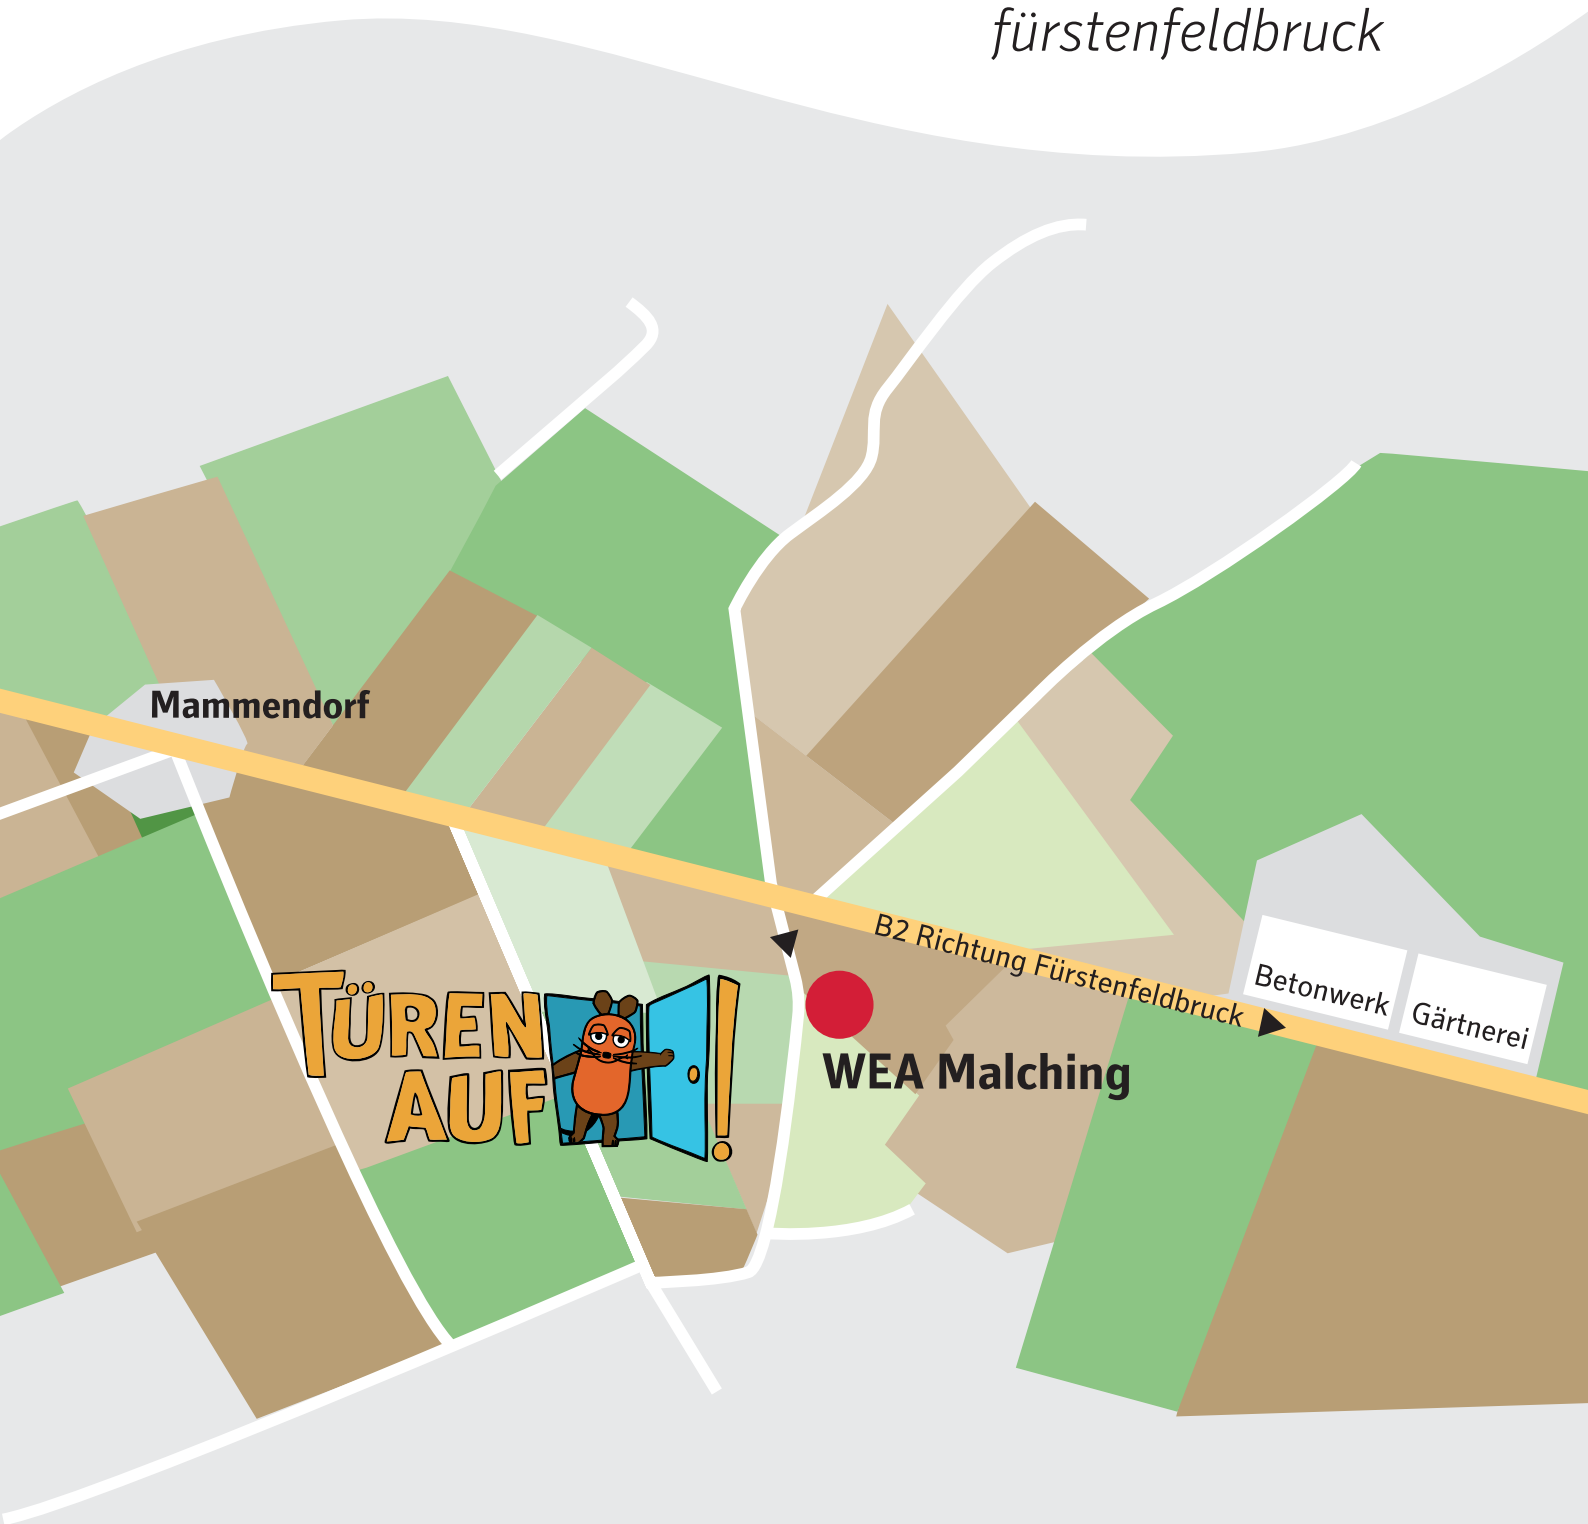 fürstenfeldbruck
Mammendorf
B2 Richtung Fürstenfeldbruck
Betonwerk
Gärtnerei
TÜREN
AUF!
WEA Malching